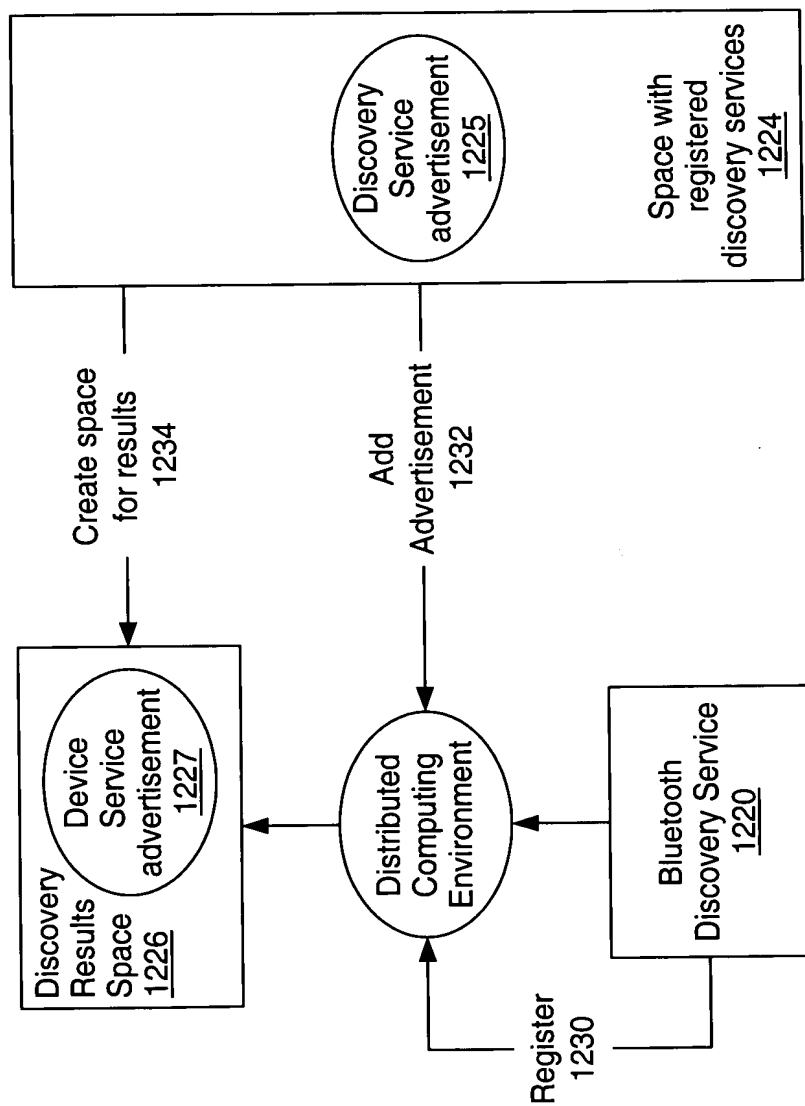 Discovery
Results
Space
1226
Device
Service
advertisement
1227
Create space
for results
1234
Discovery
Service
advertisement
1225
Space with
registered
discovery services
1224
Distributed
Computing
Environment
Add
Advertisement
1232
Register
1230
Bluetooth
Discovery Service
1220